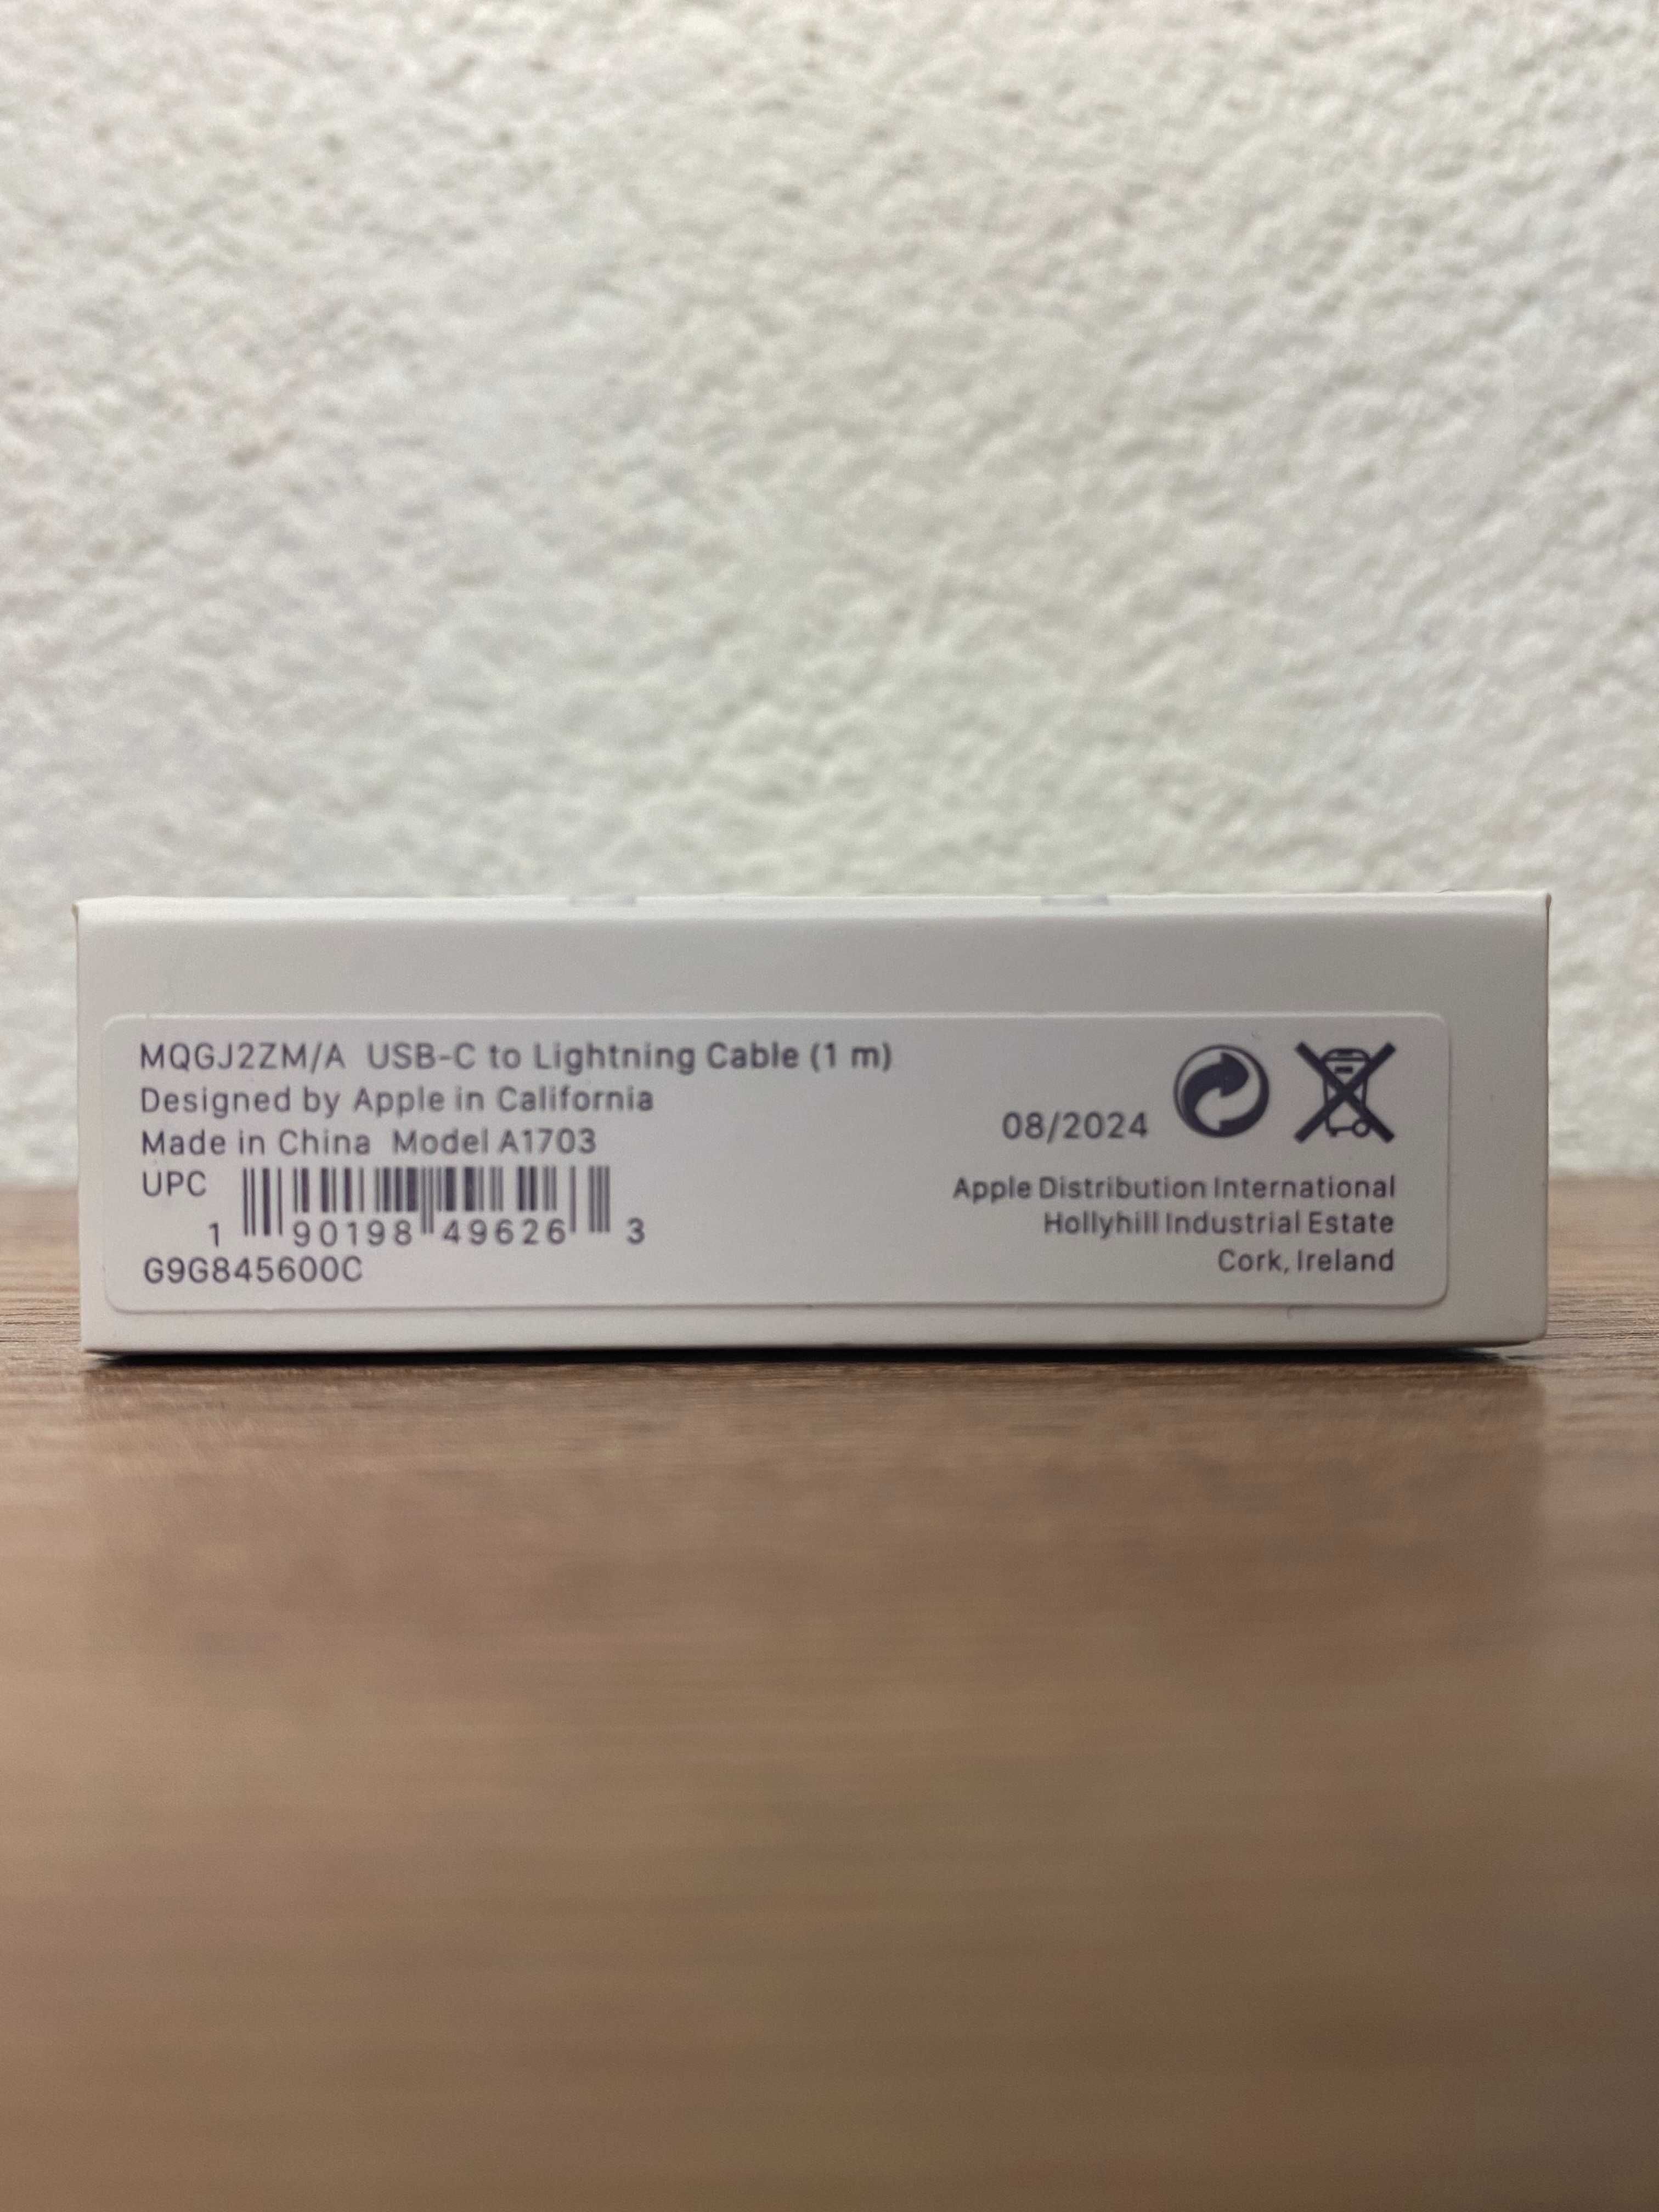 MQGJ2ZM/A USB-C to Lightning Cable (1 m)
Designed by Apple in California
Made in China Model A1703
UPC
1 90198 49626 3
G9G845600C
08/2024
Apple Distribution International
Hollyhill Industrial Estate
Cork, Ireland